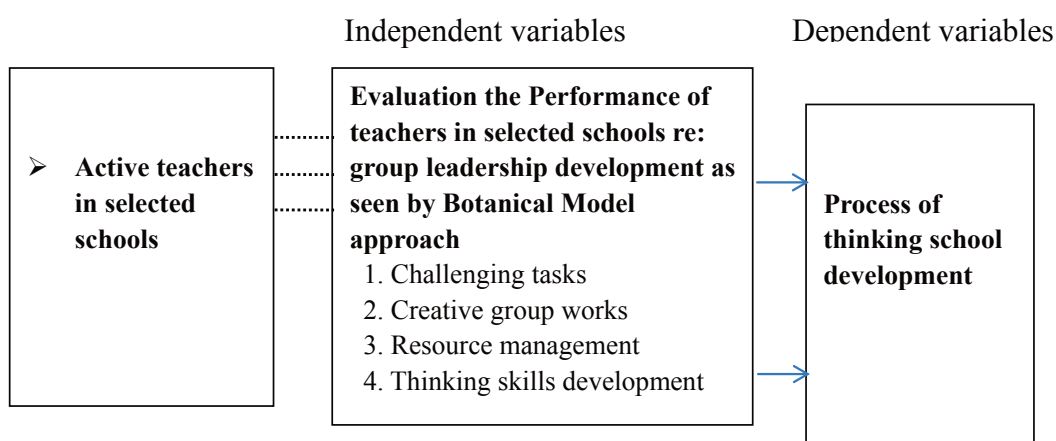 Independent variables
Dependent variables
➢ Active teachers
in selected
schools
Evaluation the Performance of
teachers in selected schools re:
group leadership development as
seen by Botanical Model
approach
1. Challenging tasks
2. Creative group works
3. Resource management
4. Thinking skills development
Process of
thinking school
development